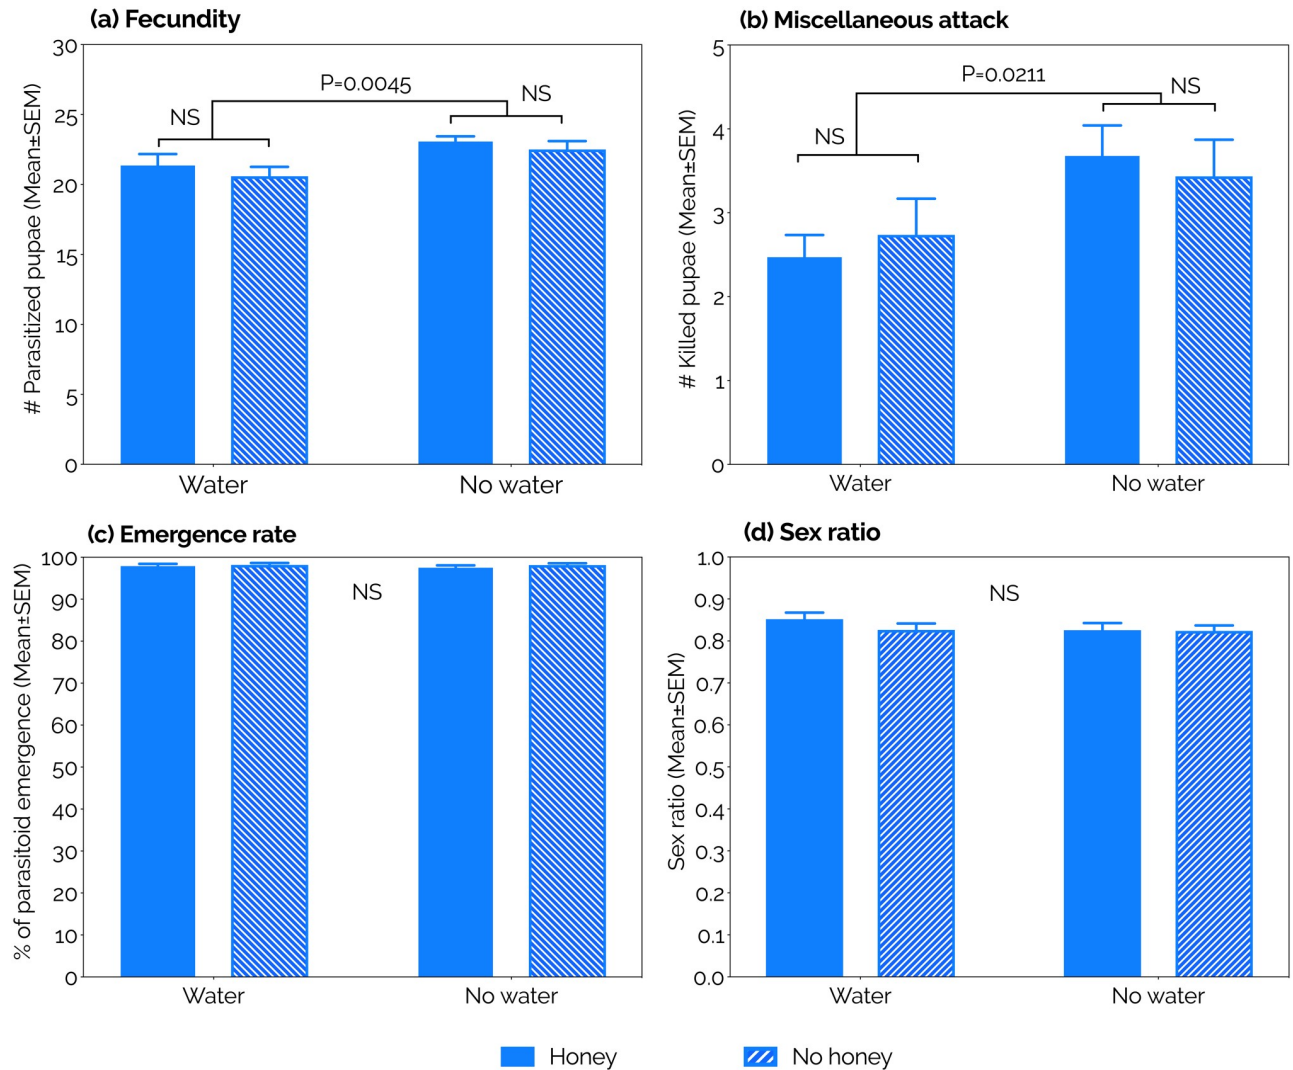 (a) Fecundity
# Parasitized pupae (Mean±SEM)
30
25
20
15
10
5
0
P=0.0045
NS
NS
Water
No water
(b) Miscellaneous attack
# Killed pupae (Mean±SEM)
5
4
3
2
1
0
P=0.0211
NS
NS
Water
No water
(c) Emergence rate
% of parasitoid emergence (Mean±SEM)
100
90
80
70
60
50
40
30
20
10
0
NS
Water
No water
(d) Sex ratio
Sex ratio (Mean±SEM)
1.0
0.9
0.8
0.7
0.6
0.5
0.4
0.3
0.2
0.1
0.0
NS
Water
No water
Honey
No honey